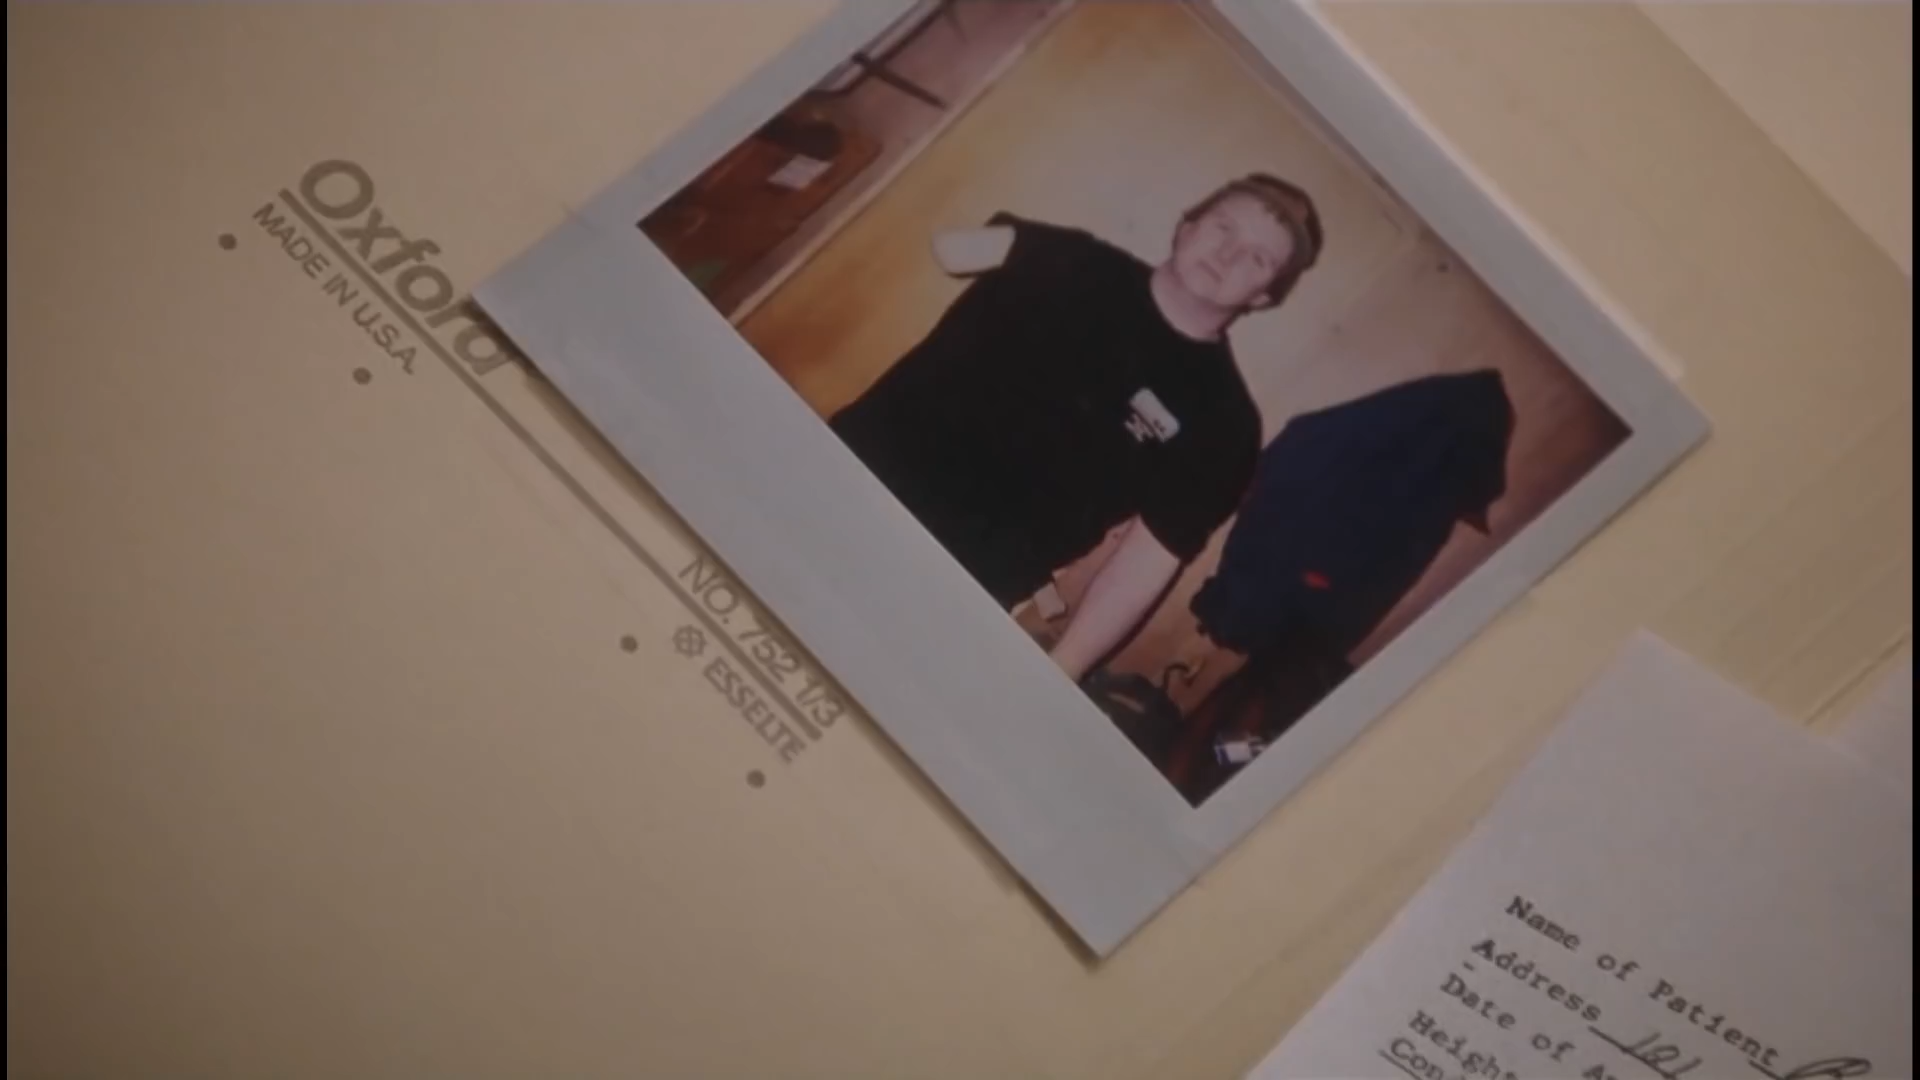 Oxford
MADE IN U.S.A.
NO. 752 1/3
ESSELTE
Name of Patient
Address
Date of
Height